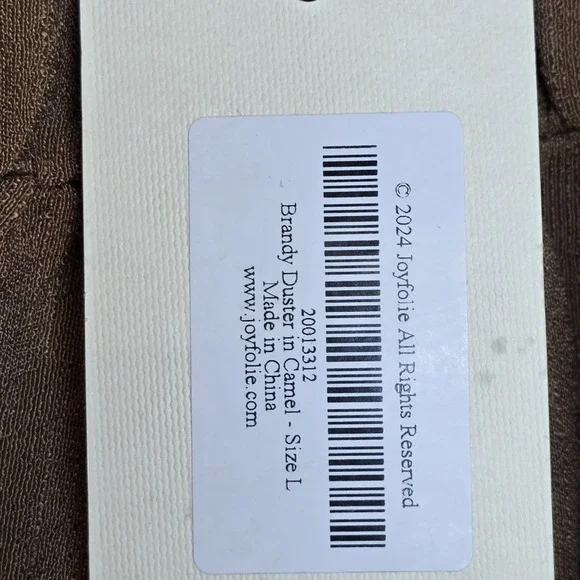 © 2024 Joyfolie All Rights Reserved
20013312
Brandy Duster in Camel - Size L
Made in China
www.joyfolie.com